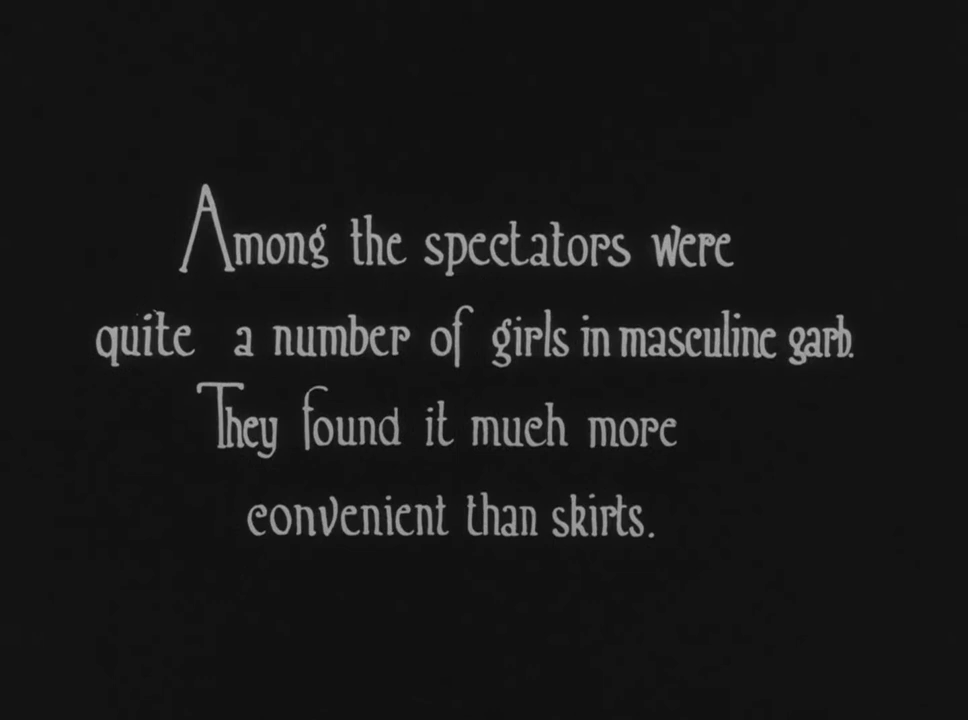 Among the spectators were
quite a number of girls in masculine garb.
They found it much more
convenient than skirts.